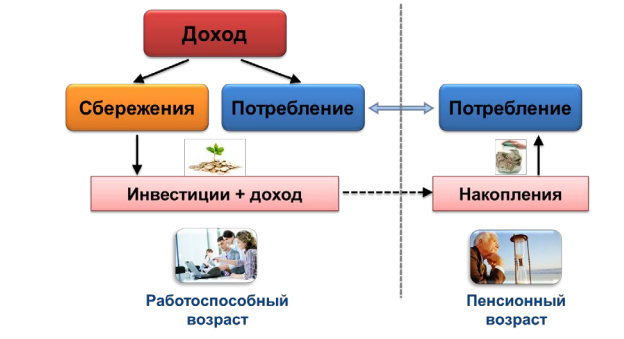 Доход
Сбережения
Потребление
Потребление
Инвестиции + доход
Накопления
Работоспособный
возраст
Пенсионный
возраст